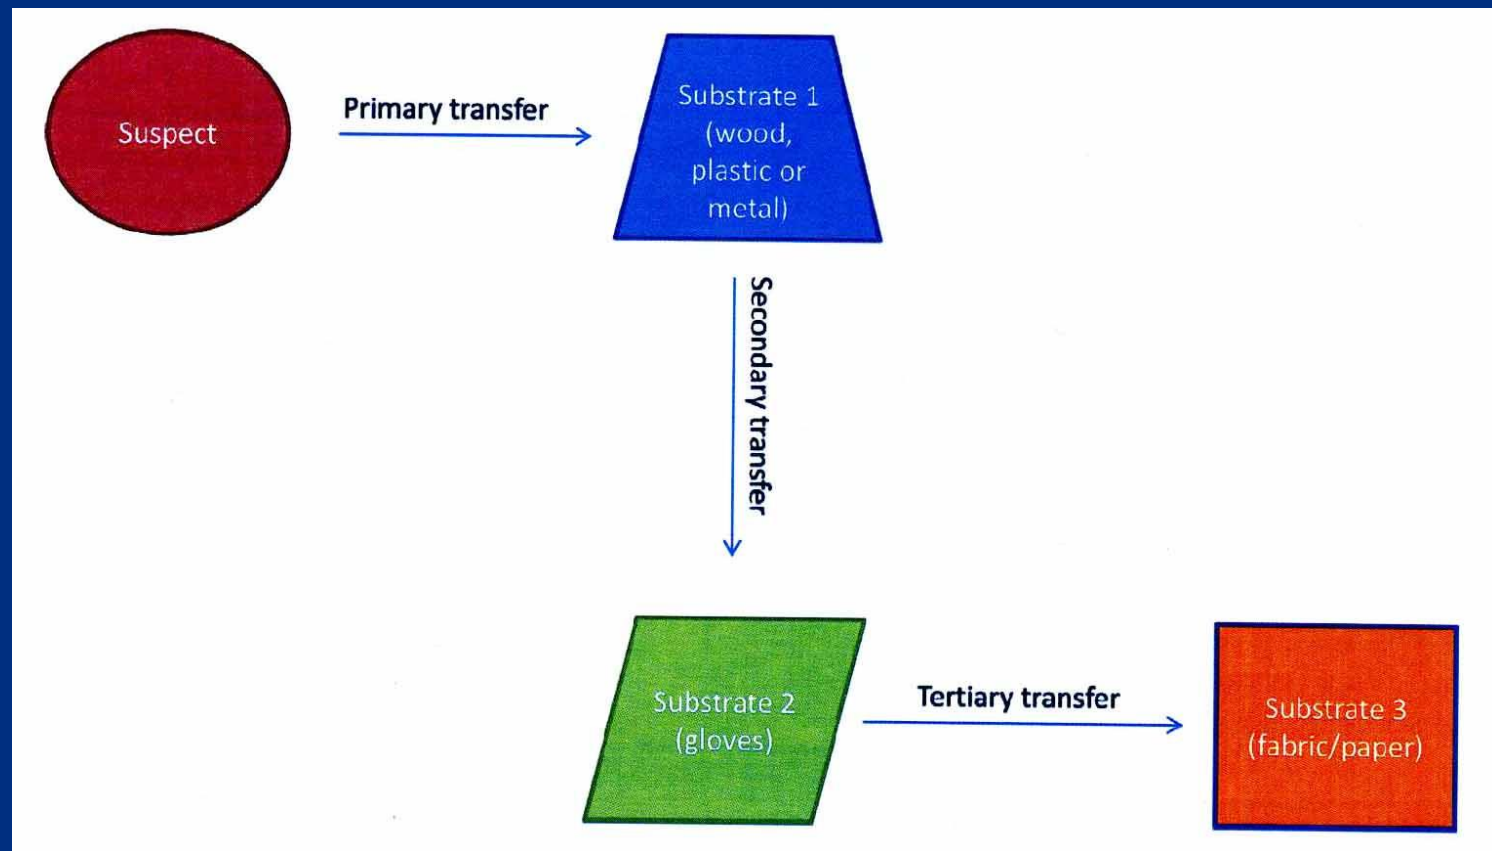 Suspect
Primary transfer
Substrate 1
(wood,
plastic or
metal)
Secondary transfer
Substrate 2
(gloves)
Tertiary transfer
Substrate 3
(fabric/paper)